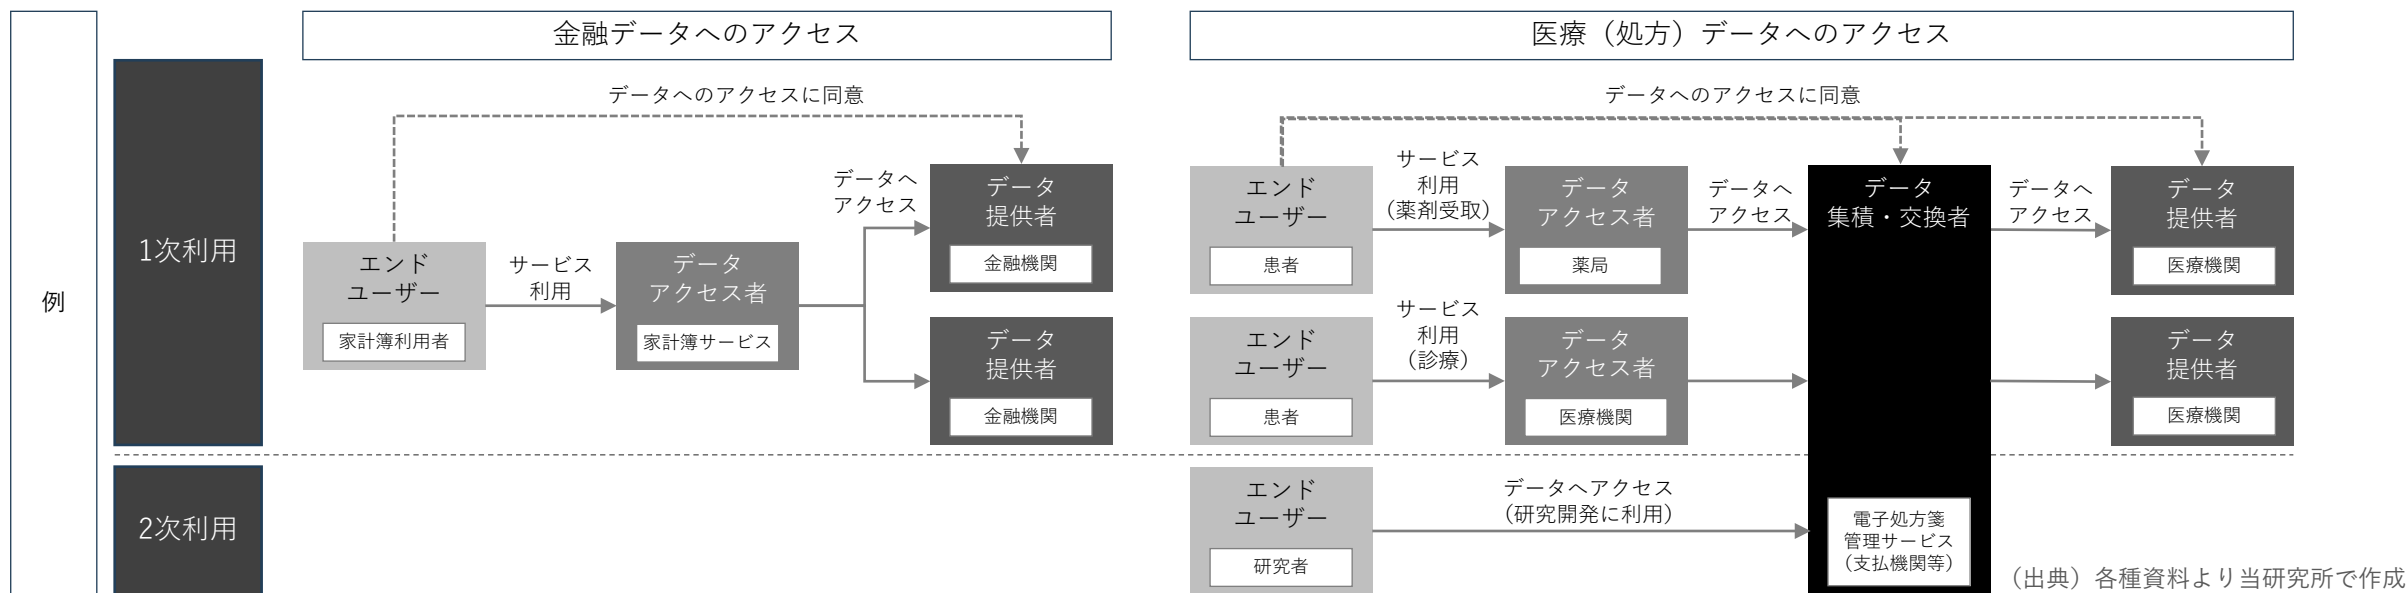 例
金融データへのアクセス
医療（処方）データへのアクセス
1次利用
データへのアクセスに同意
エンド
ユーザー
家計簿利用者
サービス
利用
データ
アクセス者
家計簿サービス
データへ
アクセス
データ
提供者
金融機関
データ
提供者
金融機関
データへのアクセスに同意
エンド
ユーザー
患者
サービス
利用
（薬剤受取）
データ
アクセス者
薬局
データへ
アクセス
データ
集積・交換者
データへ
アクセス
データ
提供者
医療機関
エンド
ユーザー
患者
サービス
利用
（診療）
データ
アクセス者
医療機関
データ
提供者
医療機関
2次利用
エンド
ユーザー
研究者
データへアクセス
（研究開発に利用）
電子処方箋
管理サービス
（支払機関等）
（出典）各種資料より当研究所で作成